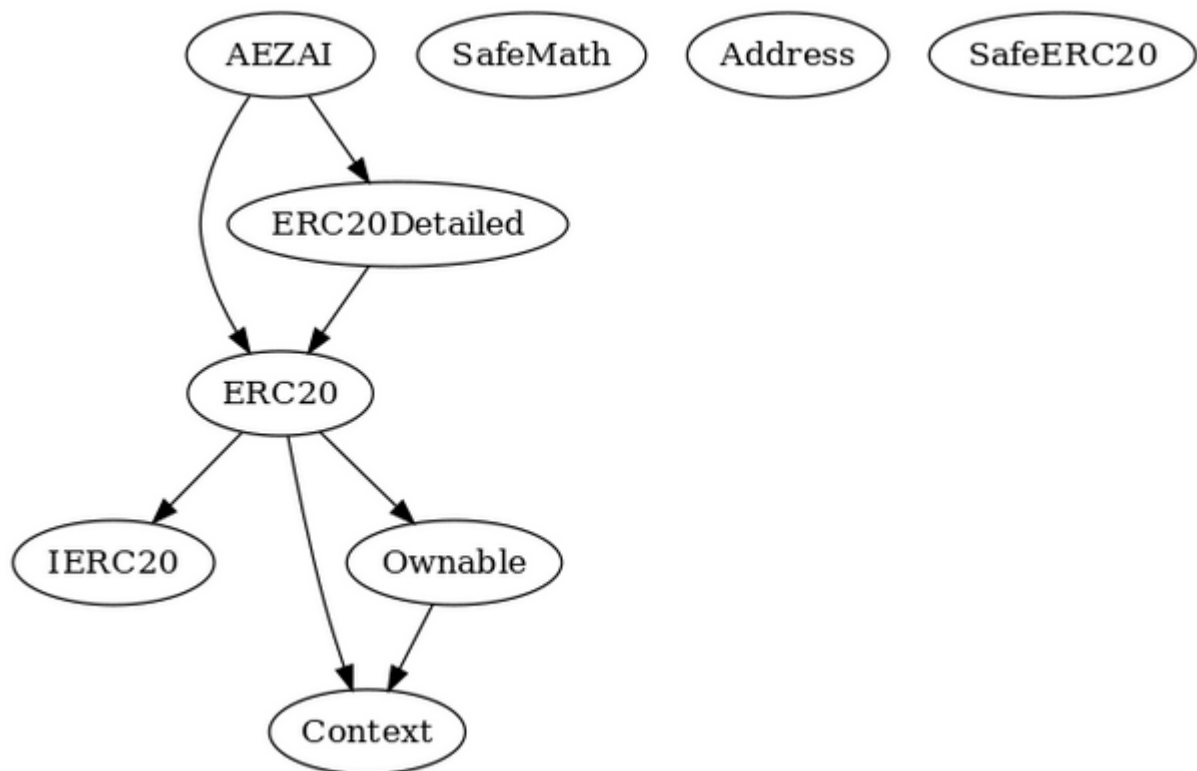 AEZAI SafeMath Address SafeERC20
ERC20Detailed
ERC20
IERC20 Ownable
Context